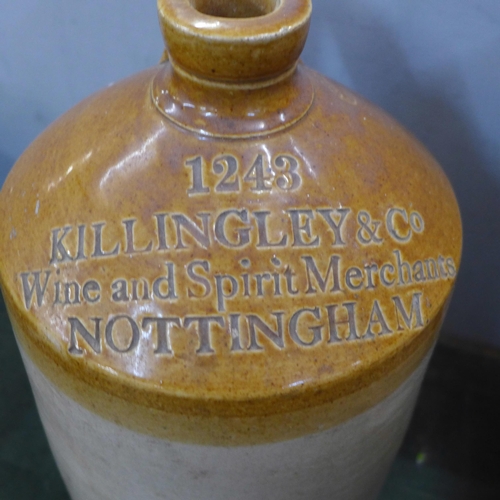 1243
KILLINGLEY & Co
Wine and Spirit Merchants
NOTTINGHAM